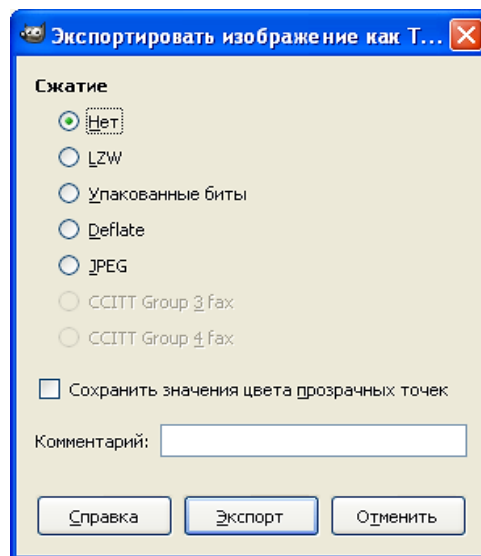 Экспортировать изображение как T...
Сжатие
Нет
LZW
Упакованные биты
Deflate
JPEG
CCITT Group 3 fax
CCITT Group 4 fax
Сохранить значения цвета прозрачных точек
Комментарий:
Справка Экспорт Отменить